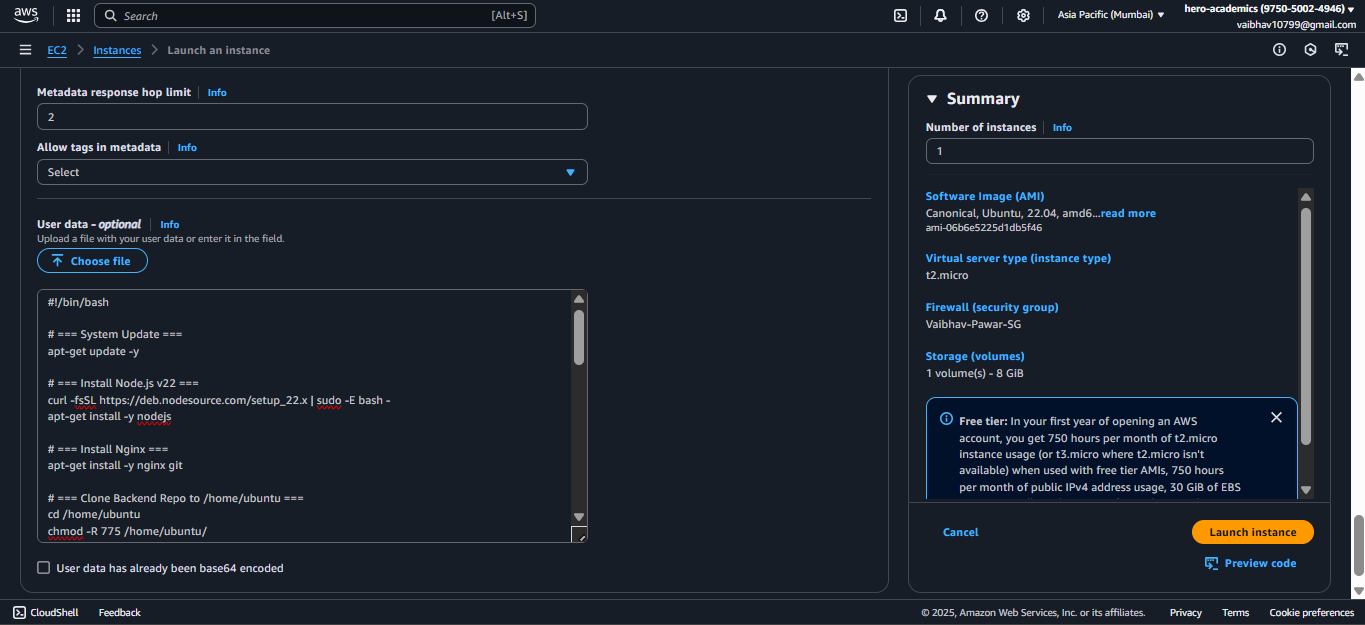 aws
Search
[Alt+S]
Asia Pacific (Mumbai)
hero-academics (9750-5002-4946)
vaibhav10799@gmail.com
EC2
Instances
Launch an instance
Metadata response hop limit
Info
2
Allow tags in metadata
Info
Select
User data - optional
Info
Upload a file with your user data or enter it in the field.
Choose file
#!/bin/bash
# === System Update ===
apt-get update -y
# === Install Node.js v22 ===
curl -fsSL https://deb.nodesource.com/setup_22.x | sudo -E bash -
apt-get install -y nodejs
# === Install Nginx ===
apt-get install -y nginx git
# === Clone Backend Repo to /home/ubuntu ===
cd /home/ubuntu
chmod -R 775 /home/ubuntu/
User data has already been base64 encoded
Summary
Number of instances
Info
1
Software Image (AMI)
Canonical, Ubuntu, 22.04, amd6...read more
ami-06b6e5225d1db5f46
Virtual server type (instance type)
t2.micro
Firewall (security group)
Vaibhav-Pawar-SG
Storage (volumes)
1 volume(s) - 8 GiB
Free tier: In your first year of opening an AWS
account, you get 750 hours per month of t2.micro
instance usage (or t3.micro where t2.micro isn't
available) when used with free tier AMIs, 750 hours
per month of public IPv4 address usage, 30 GiB of EBS
Cancel
Launch instance
Preview code
CloudShell
Feedback
© 2025, Amazon Web Services, Inc. or its affiliates.
Privacy
Terms
Cookie preferences